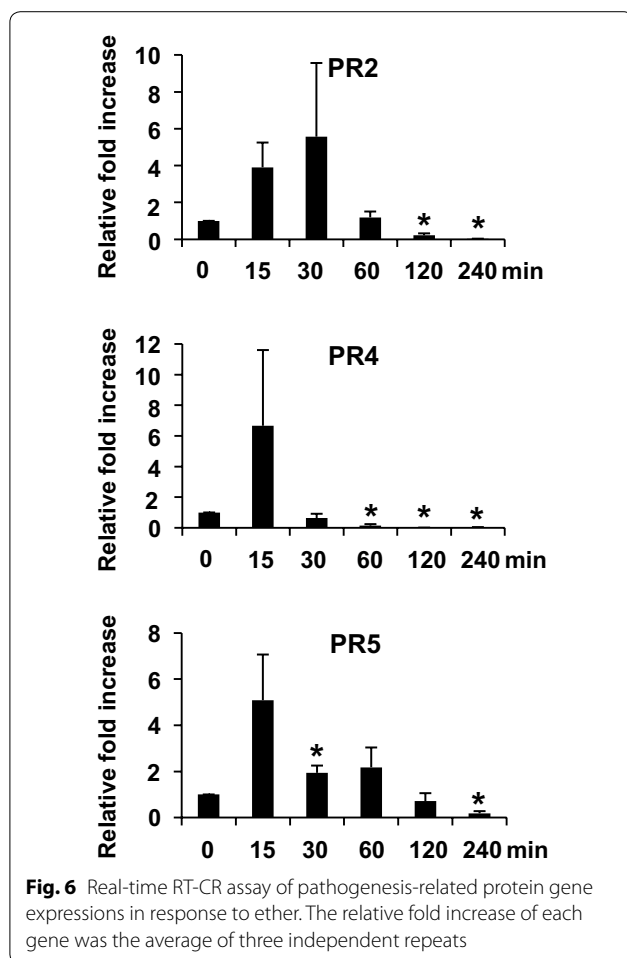 PR2
Relative fold increase
10
8
6
4
2
0
* *
0 15 30 60 120 240 min
PR4
Relative fold increase
12
10
8
6
4
2
0
* * *
0 15 30 60 120 240 min
PR5
Relative fold increase
8
6
4
2
0
* *
0 15 30 60 120 240 min
Fig. 6 Real-time RT-CR assay of pathogenesis-related protein gene
expressions in response to ether. The relative fold increase of each
gene was the average of three independent repeats